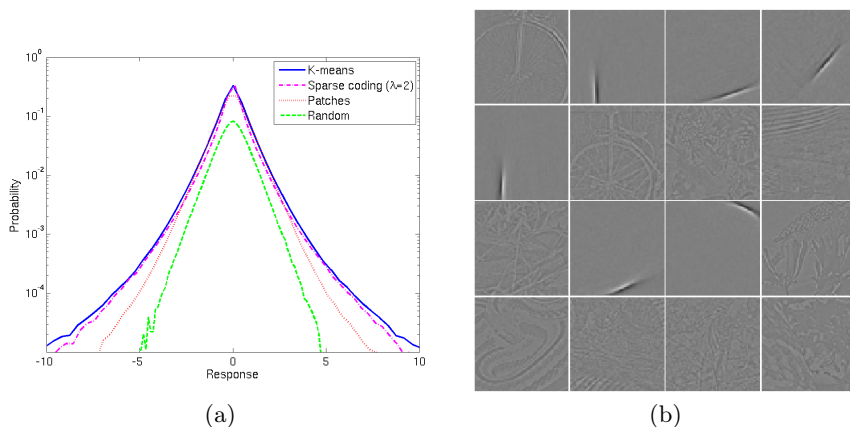 10^0
10^-1
10^-2
10^-3
10^-4
Probability
K-means
Sparse coding (λ=2)
Patches
Random
-10 -5 0 5 10
Response
(a)
(b)